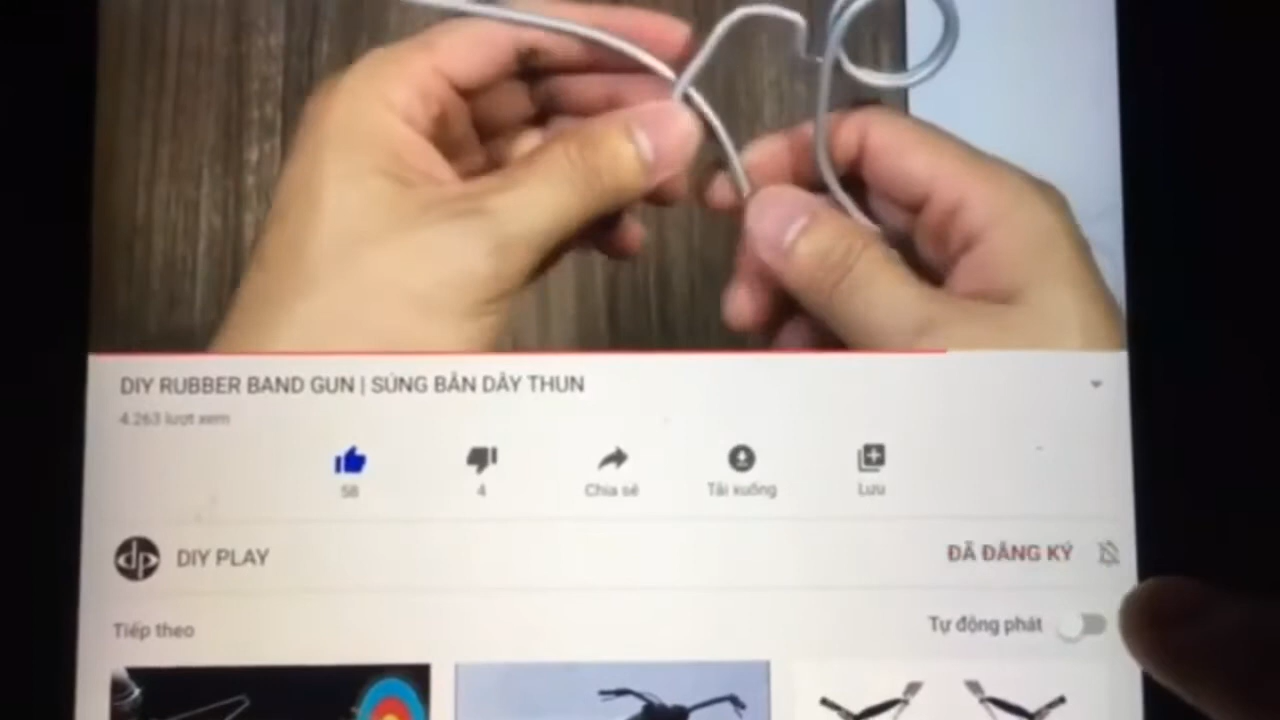 DIY RUBBER BAND GUN | SÚNG BẮN DÂY THUN
4.263 lượt xem
58
4
Chia sẻ
Tải xuống
Lưu
dp
DIY PLAY
ĐÃ ĐĂNG KÝ
Tiếp theo
Tự động phát